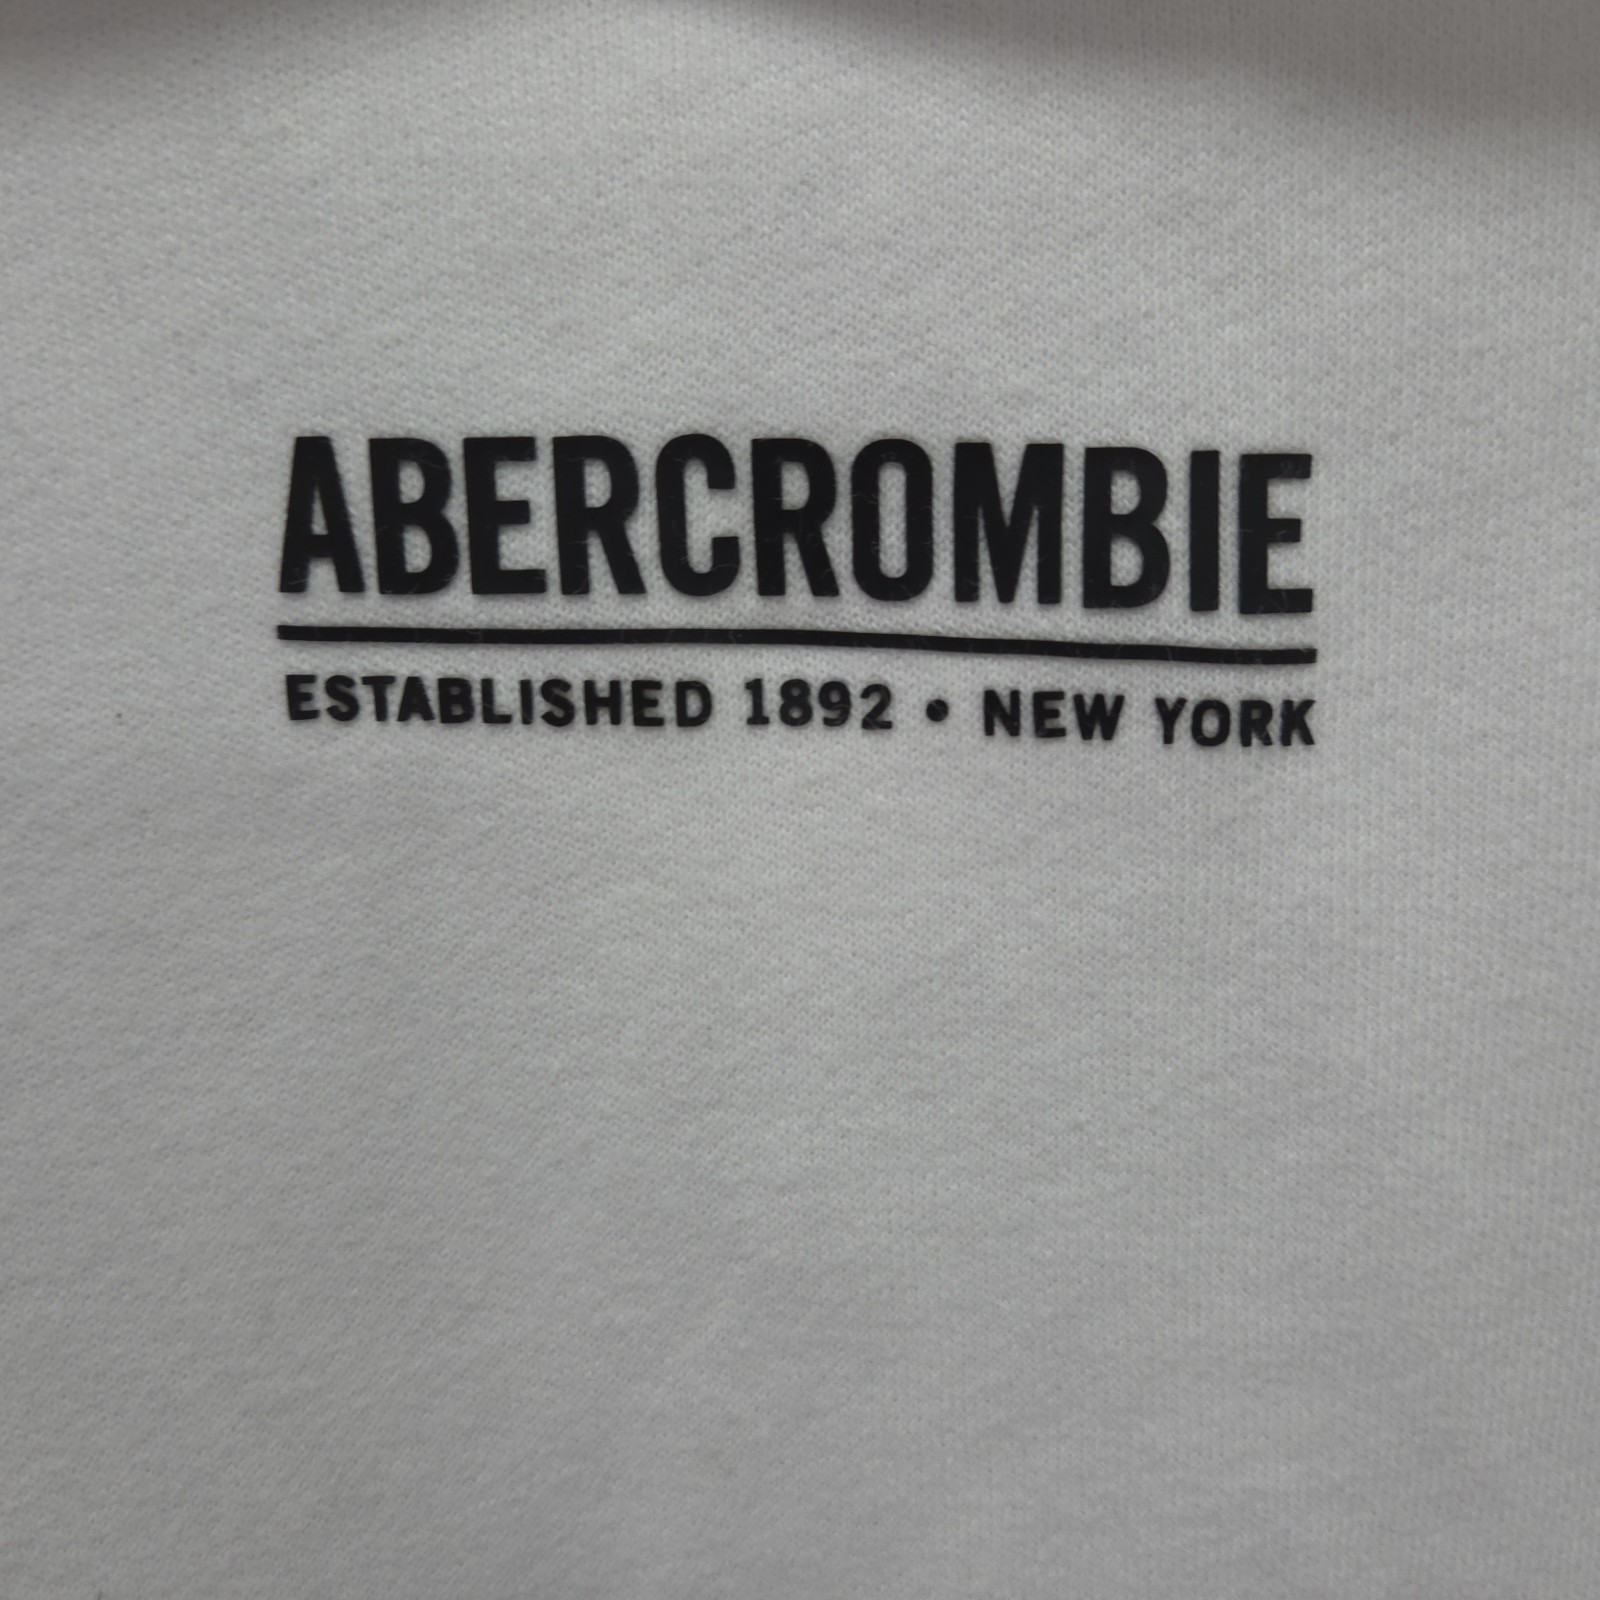 ABERCROMBIE
ESTABLISHED 1892 • NEW YORK